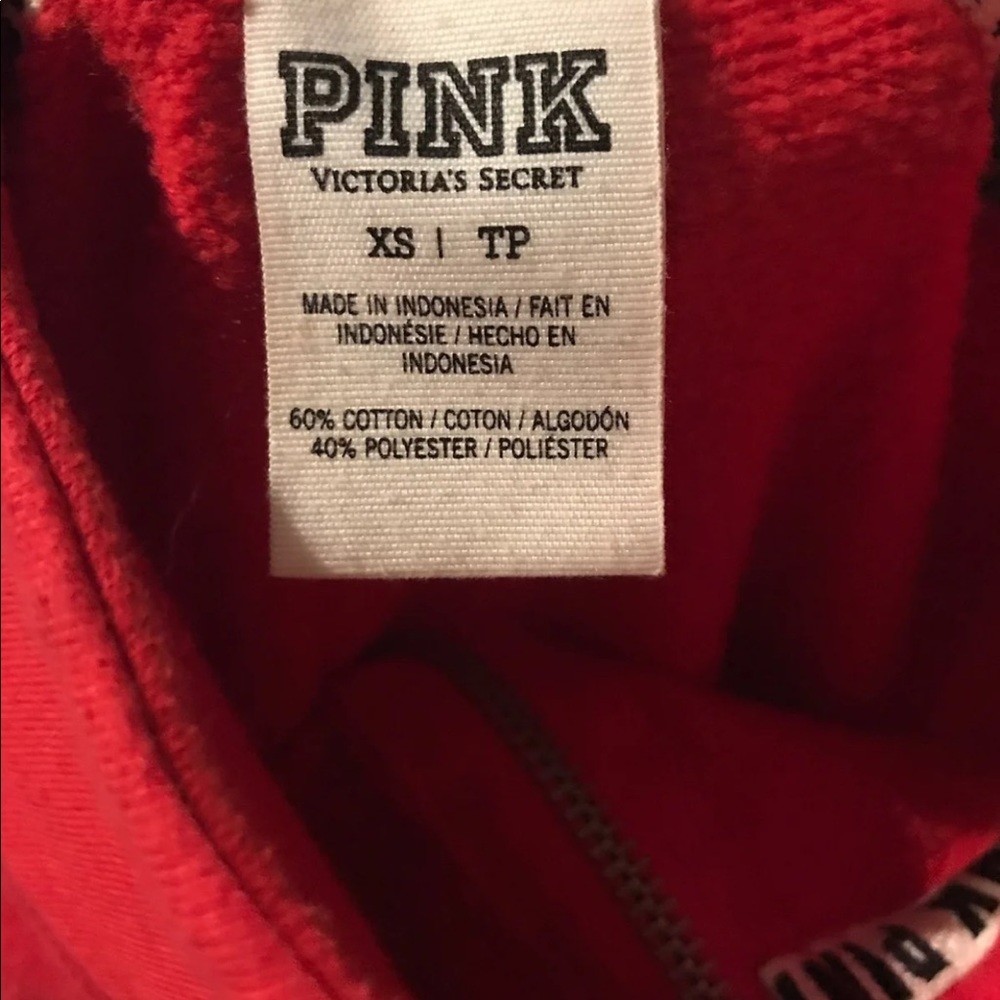 PINK
VICTORIA'S SECRET
XS | TP
MADE IN INDONESIA / FAIT EN
INDONÉSIE / HECHO EN
INDONESIA
60% COTTON / COTON / ALGODÓN
40% POLYESTER / POLIÉSTER
PINK